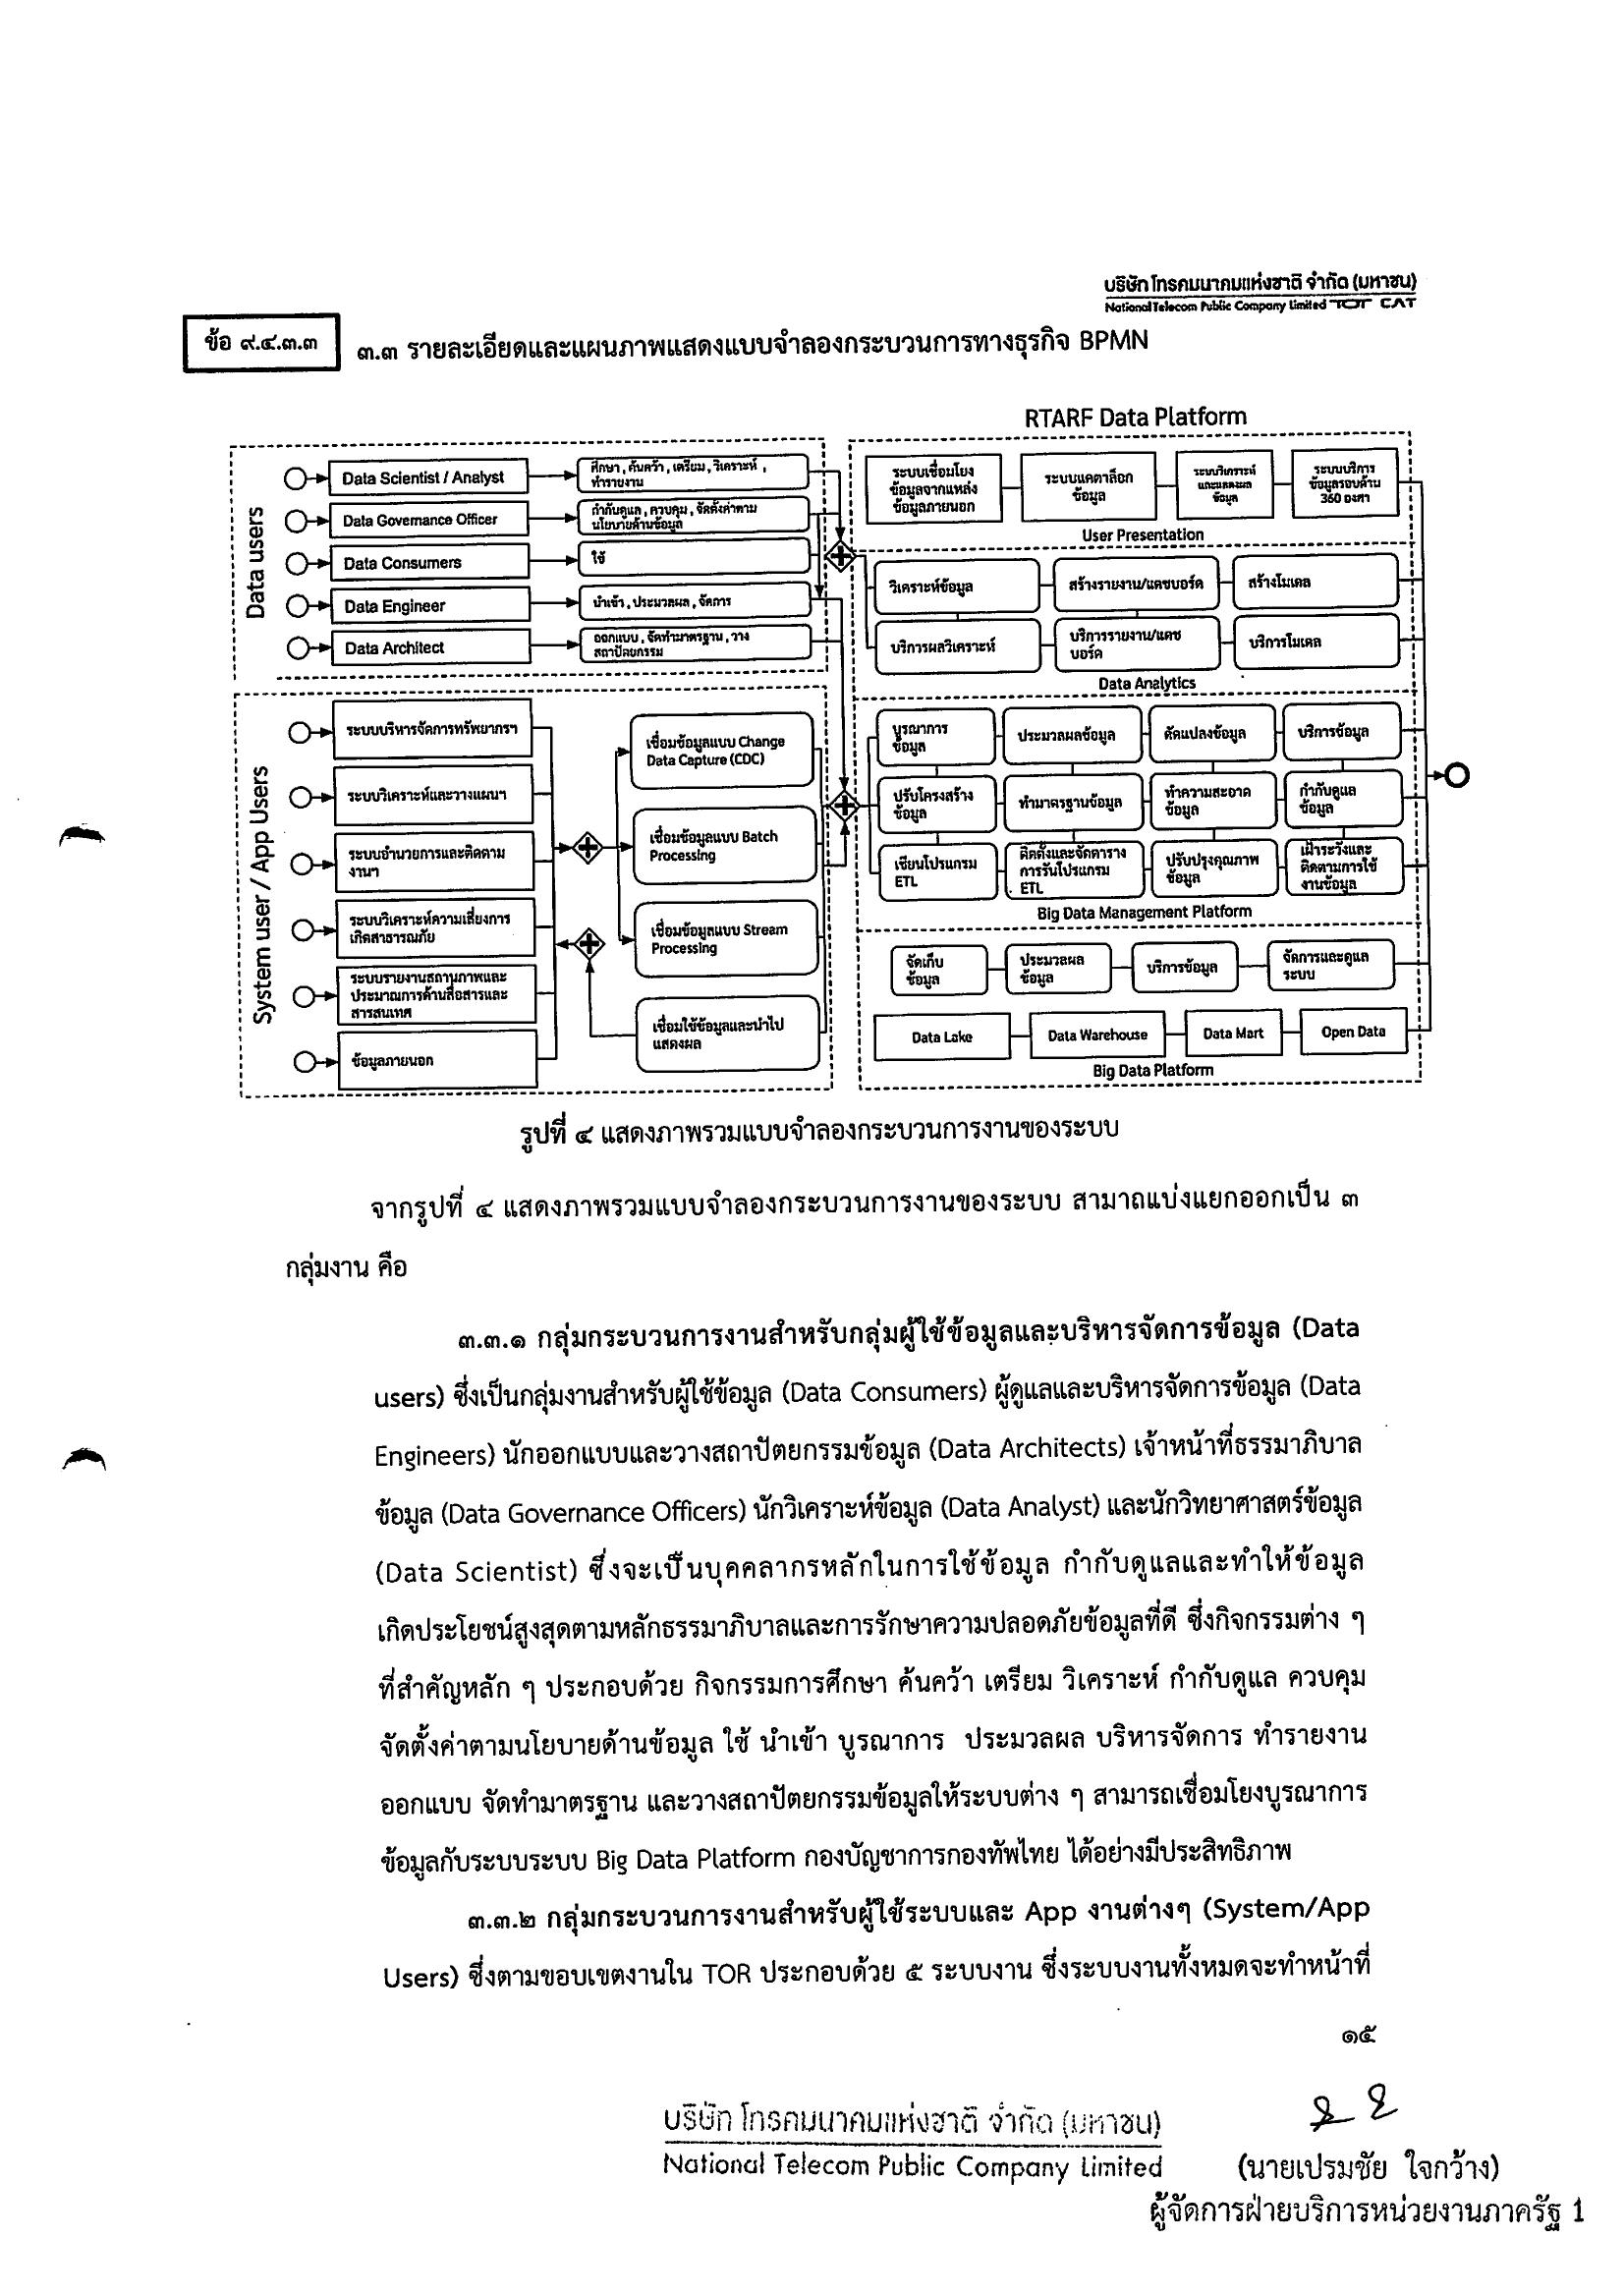 บริษัท โทรคมนาคมแห่งชาติ จำกัด (มหาชน)
National Telecom Public Company Limited TOT CAT
ข้อ ๙.๔.๓.๓
๓.๓ รายละเอียดและแผนภาพแสดงแบบจำลองกระบวนการทางธุรกิจ BPMN
RTARF Data Platform
Data users
Data Scientist / Analyst
ศึกษา , ค้นคว้า , เตรียม , วิเคราะห์ ,
ทำรายงาน
Data Governance Officer
กำกับดูแล , ควบคุม , จัดตั้งค่าตาม
นโยบายด้านข้อมูล
Data Consumers
ใช้
Data Engineer
นำเข้า , ประมวลผล , จัดการ
Data Architect
ออกแบบ , จัดทำมาตรฐาน , วาง
สถาปัตยกรรม
System user / App Users
ระบบบริหารจัดการทรัพยากรฯ
ระบบวิเคราะห์และวางแผนฯ
ระบบอำนวยการและติดตาม
งานฯ
ระบบวิเคราะห์ความเสี่ยงการ
เกิดสาธารณภัย
ระบบรายงานสถานภาพและ
ประมาณการด้านสื่อสารและ
สารสนเทศ
ข้อมูลภายนอก
เชื่อมข้อมูลแบบ Change
Data Capture (CDC)
เชื่อมข้อมูลแบบ Batch
Processing
เชื่อมข้อมูลแบบ Stream
Processing
เชื่อมใช้ข้อมูลและนำไป
แสดงผล
ระบบเชื่อมโยง
ข้อมูลจากแหล่ง
ข้อมูลภายนอก
ระบบแคตาล็อก
ข้อมูล
ระบบวิเคราะห์
และแสดงผล
ข้อมูล
ระบบบริการ
ข้อมูลรอบด้าน
360 องศา
User Presentation
วิเคราะห์ข้อมูล
สร้างรายงาน/แดชบอร์ด
สร้างโมเดล
บริการผลวิเคราะห์
บริการรายงาน/แดช
บอร์ด
บริการโมเดล
Data Analytics
บูรณาการ
ข้อมูล
ประมวลผลข้อมูล
ดัดแปลงข้อมูล
บริการข้อมูล
ปรับโครงสร้าง
ข้อมูล
ทำมาตรฐานข้อมูล
ทำความสะอาด
ข้อมูล
กำกับดูแล
ข้อมูล
เขียนโปรแกรม
ETL
ติดตั้งและจัดตาราง
การรันโปรแกรม
ETL
ปรับปรุงคุณภาพ
ข้อมูล
เฝ้าระวังและ
ติดตามการใช้
งานข้อมูล
Big Data Management Platform
จัดเก็บ
ข้อมูล
ประมวลผล
ข้อมูล
บริการข้อมูล
จัดการและดูแล
ระบบ
Data Lake
Data Warehouse
Data Mart
Open Data
Big Data Platform
รูปที่ ๔ แสดงภาพรวมแบบจำลองกระบวนการงานของระบบ
จากรูปที่ ๔ แสดงภาพรวมแบบจำลองกระบวนการงานของระบบ สามาถแบ่งแยกออกเป็น ๓
กลุ่มงาน คือ
๓.๓.๑ กลุ่มกระบวนการงานสำหรับกลุ่มผู้ใช้ข้อมูลและบริหารจัดการข้อมูล (Data
users) ซึ่งเป็นกลุ่มงานสำหรับผู้ใช้ข้อมูล (Data Consumers) ผู้ดูแลและบริหารจัดการข้อมูล (Data
Engineers) นักออกแบบและวางสถาปัตยกรรมข้อมูล (Data Architects) เจ้าหน้าที่ธรรมาภิบาล
ข้อมูล (Data Governance Officers) นักวิเคราะห์ข้อมูล (Data Analyst) และนักวิทยาศาสตร์ข้อมูล
(Data Scientist) ซึ่งจะเป็นบุคคลากรหลักในการใช้ข้อมูล กำกับดูแลและทำให้ข้อมูล
เกิดประโยชน์สูงสุดตามหลักธรรมาภิบาลและการรักษาความปลอดภัยข้อมูลที่ดี ซึ่งกิจกรรมต่าง ๆ
ที่สำคัญหลัก ๆ ประกอบด้วย กิจกรรมการศึกษา ค้นคว้า เตรียม วิเคราะห์ กำกับดูแล ควบคุม
จัดตั้งค่าตามนโยบายด้านข้อมูล ใช้ นำเข้า บูรณาการ ประมวลผล บริหารจัดการ ทำรายงาน
ออกแบบ จัดทำมาตรฐาน และวางสถาปัตยกรรมข้อมูลให้ระบบต่าง ๆ สามารถเชื่อมโยงบูรณาการ
ข้อมูลกับระบบระบบ Big Data Platform กองบัญชาการกองทัพไทย ได้อย่างมีประสิทธิภาพ
๓.๓.๒ กลุ่มกระบวนการงานสำหรับผู้ใช้ระบบและ App งานต่างๆ (System/App
Users) ซึ่งตามขอบเขตงานใน TOR ประกอบด้วย ๕ ระบบงาน ซึ่งระบบงานทั้งหมดจะทำหน้าที่
๑๕
บริษัท โทรคมนาคมแห่งชาติ จำกัด (มหาชน)
National Telecom Public Company Limited
(นายเปรมชัย ใจกว้าง)
ผู้จัดการฝ่ายบริการหน่วยงานภาครัฐ 1